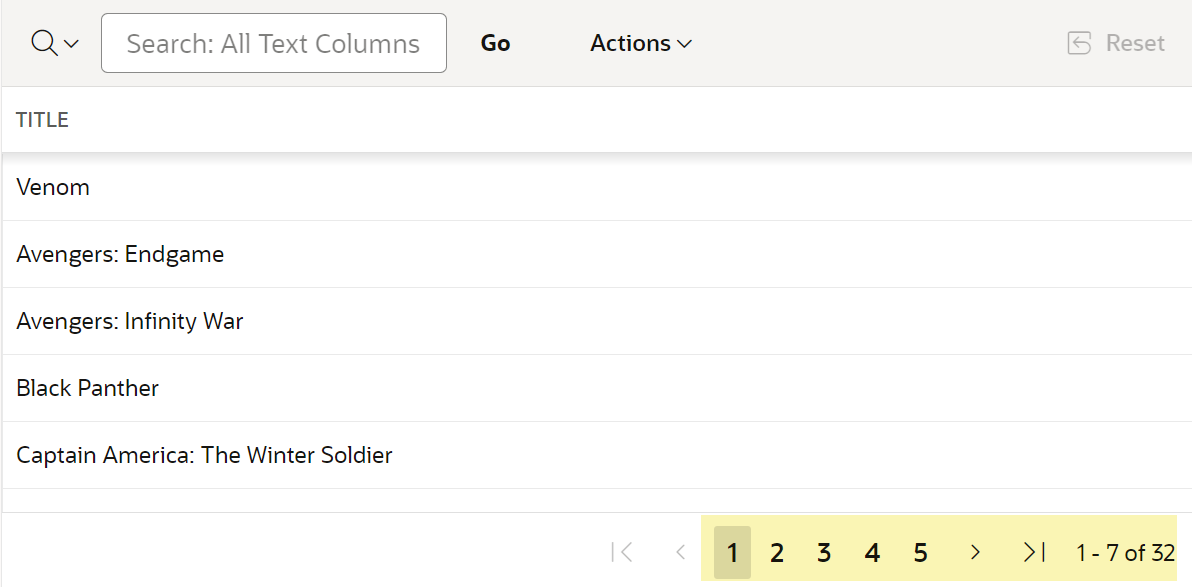 Search: All Text Columns Go Actions Reset
TITLE
Venom
Avengers: Endgame
Avengers: Infinity War
Black Panther
Captain America: The Winter Soldier
1 2 3 4 5 1 - 7 of 32